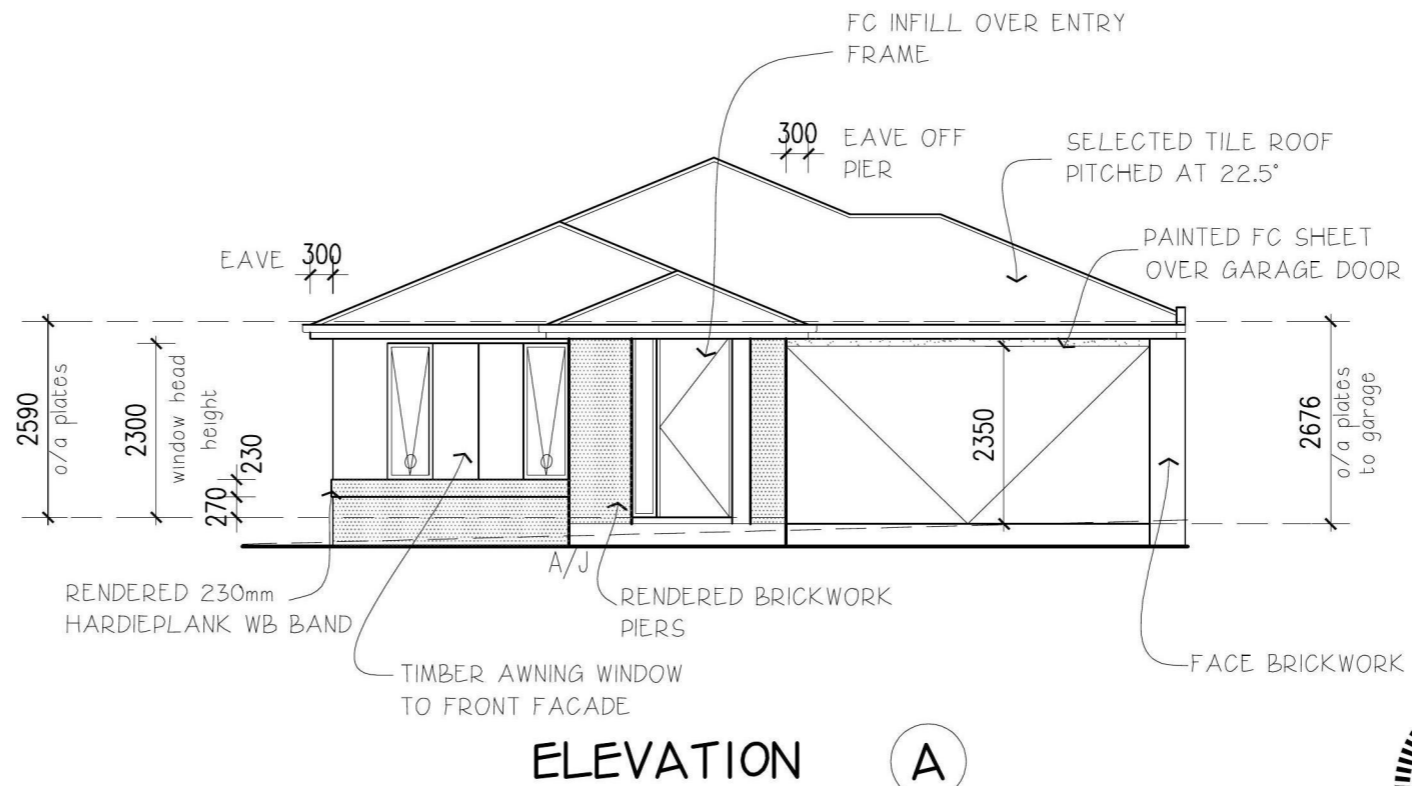 FC INFILL OVER ENTRY
FRAME
300
EAVE OFF
PIER
SELECTED TILE ROOF
PITCHED AT 22.5°
EAVE 300
PAINTED FC SHEET
OVER GARAGE DOOR
2590
o/a plates
2300
window head
height
230
270
2350
2676
o/a plates
to garage
A/J
RENDERED 230mm
HARDIEPLANK WB BAND
RENDERED BRICKWORK
PIERS
TIMBER AWNING WINDOW
TO FRONT FACADE
FACE BRICKWORK
ELEVATION A